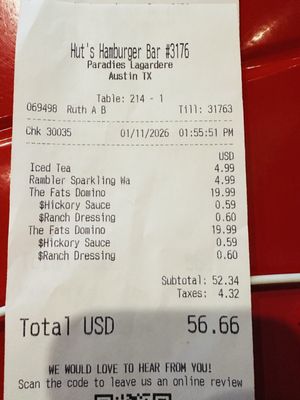 Hut's Hamburger Bar #3176
Paradies Lagardere
Austin TX
Table: 214 - 1
069498 Ruth A B Till: 31763
Chk 30035 01/11/2026 01:55:51 PM
USD
Iced Tea 4.99
Rambler Sparkling Wa 4.99
The Fats Domino 19.99
$Hickory Sauce 0.59
$Ranch Dressing 0.60
The Fats Domino 19.99
$Hickory Sauce 0.59
$Ranch Dressing 0.60
Subtotal: 52.34
Taxes: 4.32
Total USD 56.66
WE WOULD LOVE TO HEAR FROM YOU!
Scan the code to leave us an online review